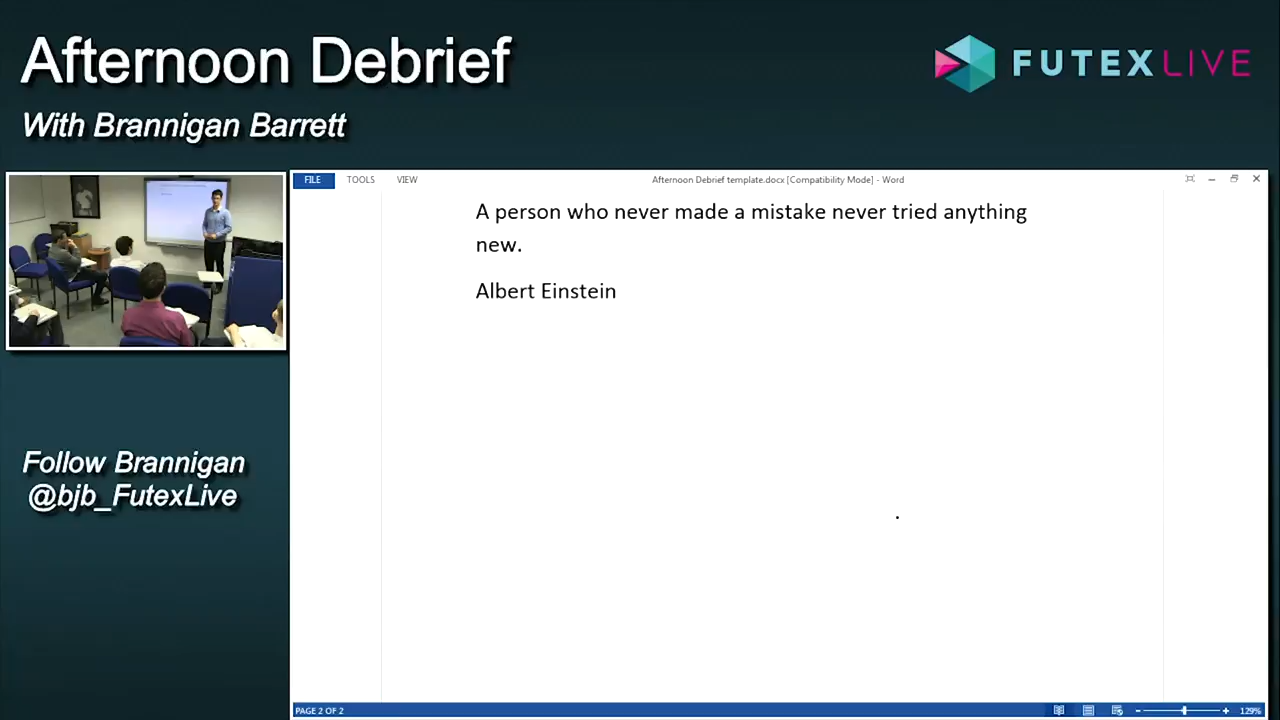 Afternoon Debrief
With Brannigan Barrett
FUTEXLIVE
FILE TOOLS VIEW
Afternoon Debrief template.docx [Compatibility Mode] - Word
A person who never made a mistake never tried anything
new.
Albert Einstein
Follow Brannigan
@bjb_FutexLive
PAGE 2 OF 2
129%